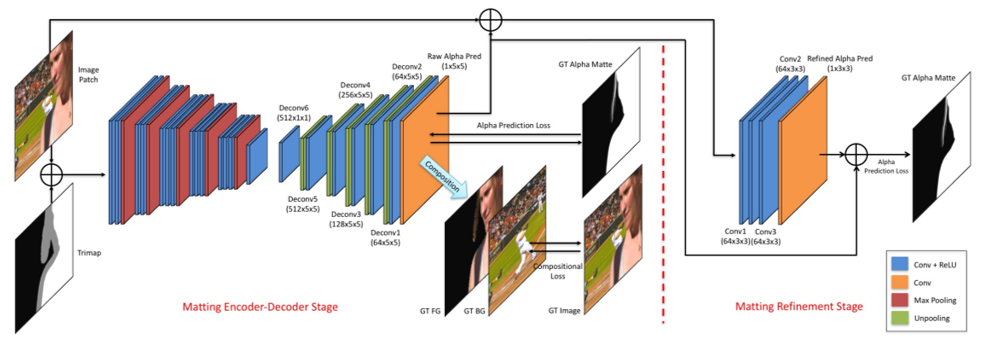 Image
Patch
Trimap
Deconv6
(512x1x1)
Deconv5
(512x5x5)
Deconv4
(256x5x5)
Deconv3
(128x5x5)
Deconv2
(64x5x5)
Deconv1
(64x5x5)
Raw Alpha Pred
(1x5x5)
Alpha Prediction Loss
GT Alpha Matte
Composition
GT FG
GT BG
Compositional
Loss
GT Image
Matting Encoder-Decoder Stage
Conv2
(64x3x3)
Refined Alpha Pred
(1x3x3)
Conv1
(64x3x3)
Conv3
(64x3x3)
GT Alpha Matte
Alpha
Prediction Loss
Matting Refinement Stage
Conv + ReLU
Conv
Max Pooling
Unpooling